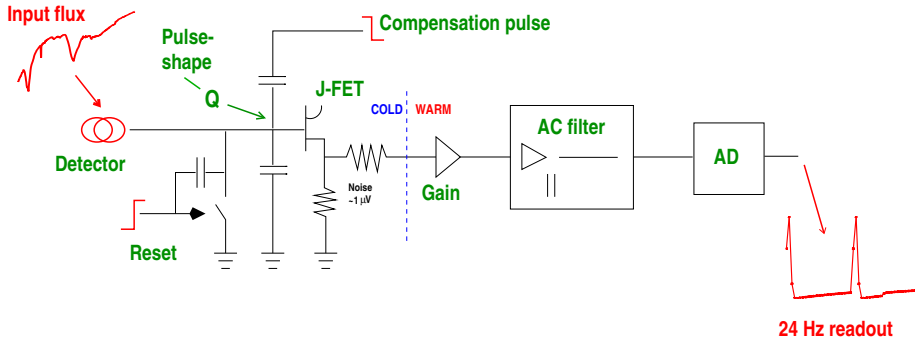 Input flux
Compensation pulse
Pulse-
shape
Q
J-FET
COLD
WARM
AC filter
AD
Detector
Gain
Noise
~1 μV
Reset
24 Hz readout